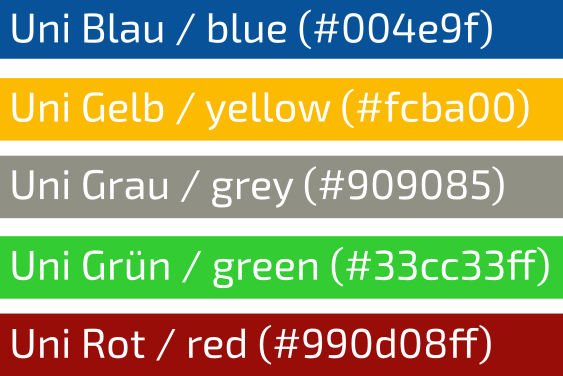 Uni Blau / blue (#004e9f)
Uni Gelb / yellow (#fcba00)
Uni Grau / grey (#909085)
Uni Grün / green (#33cc33ff)
Uni Rot / red (#990d08ff)